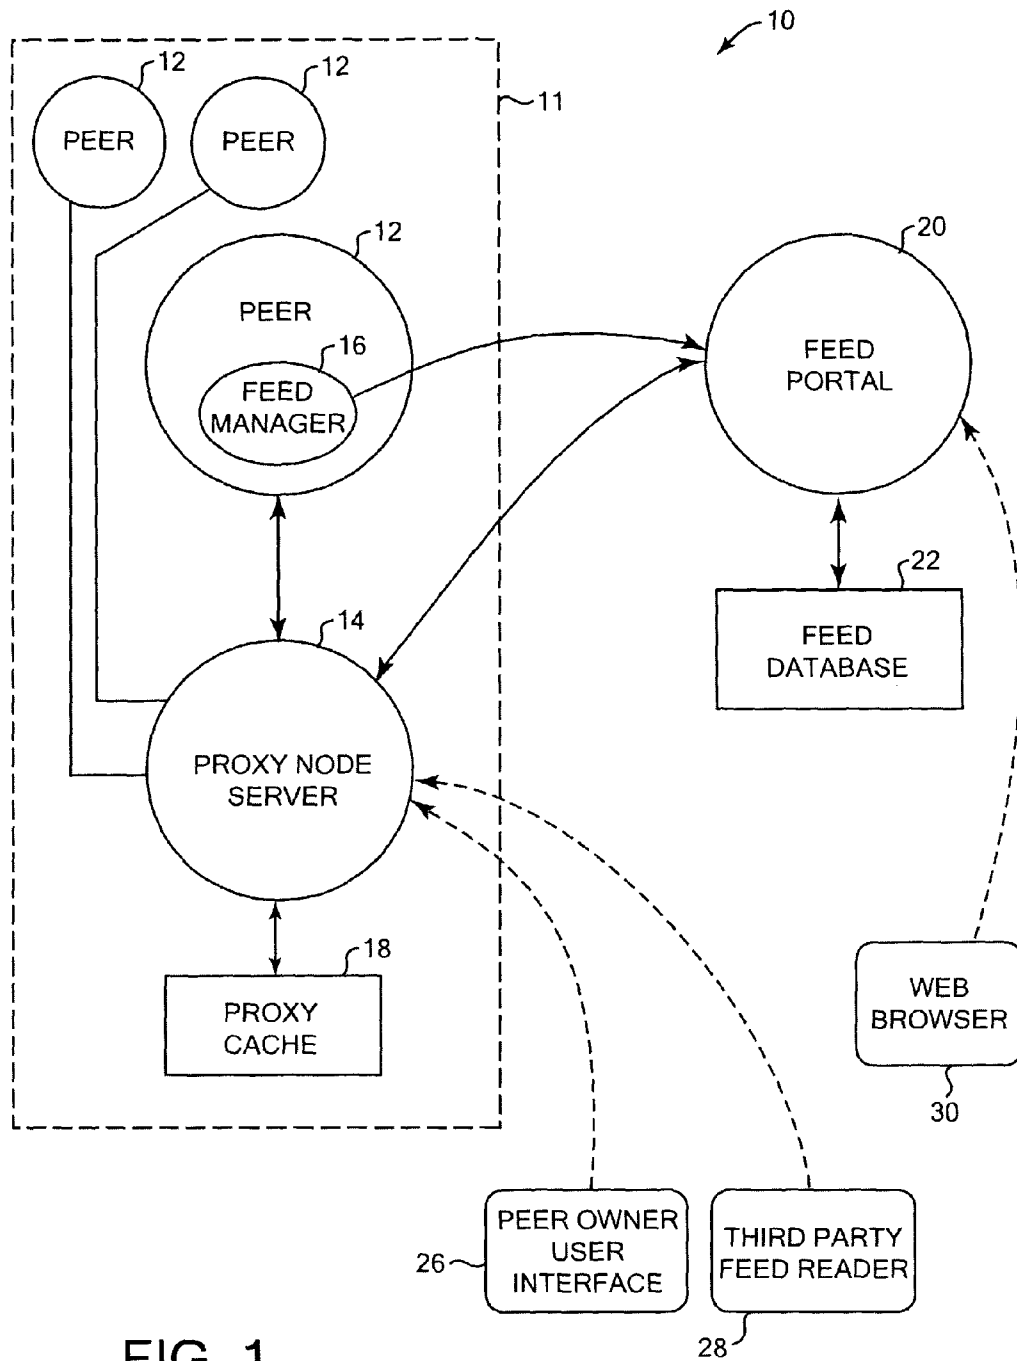 10
12
12
11
PEER
PEER
12
20
PEER
16
FEED
MANAGER
FEED
PORTAL
22
14
FEED
DATABASE
PROXY NODE
SERVER
18
PROXY
CACHE
WEB
BROWSER
30
PEER OWNER
USER
INTERFACE
26
THIRD PARTY
FEED READER
28
FIG. 1